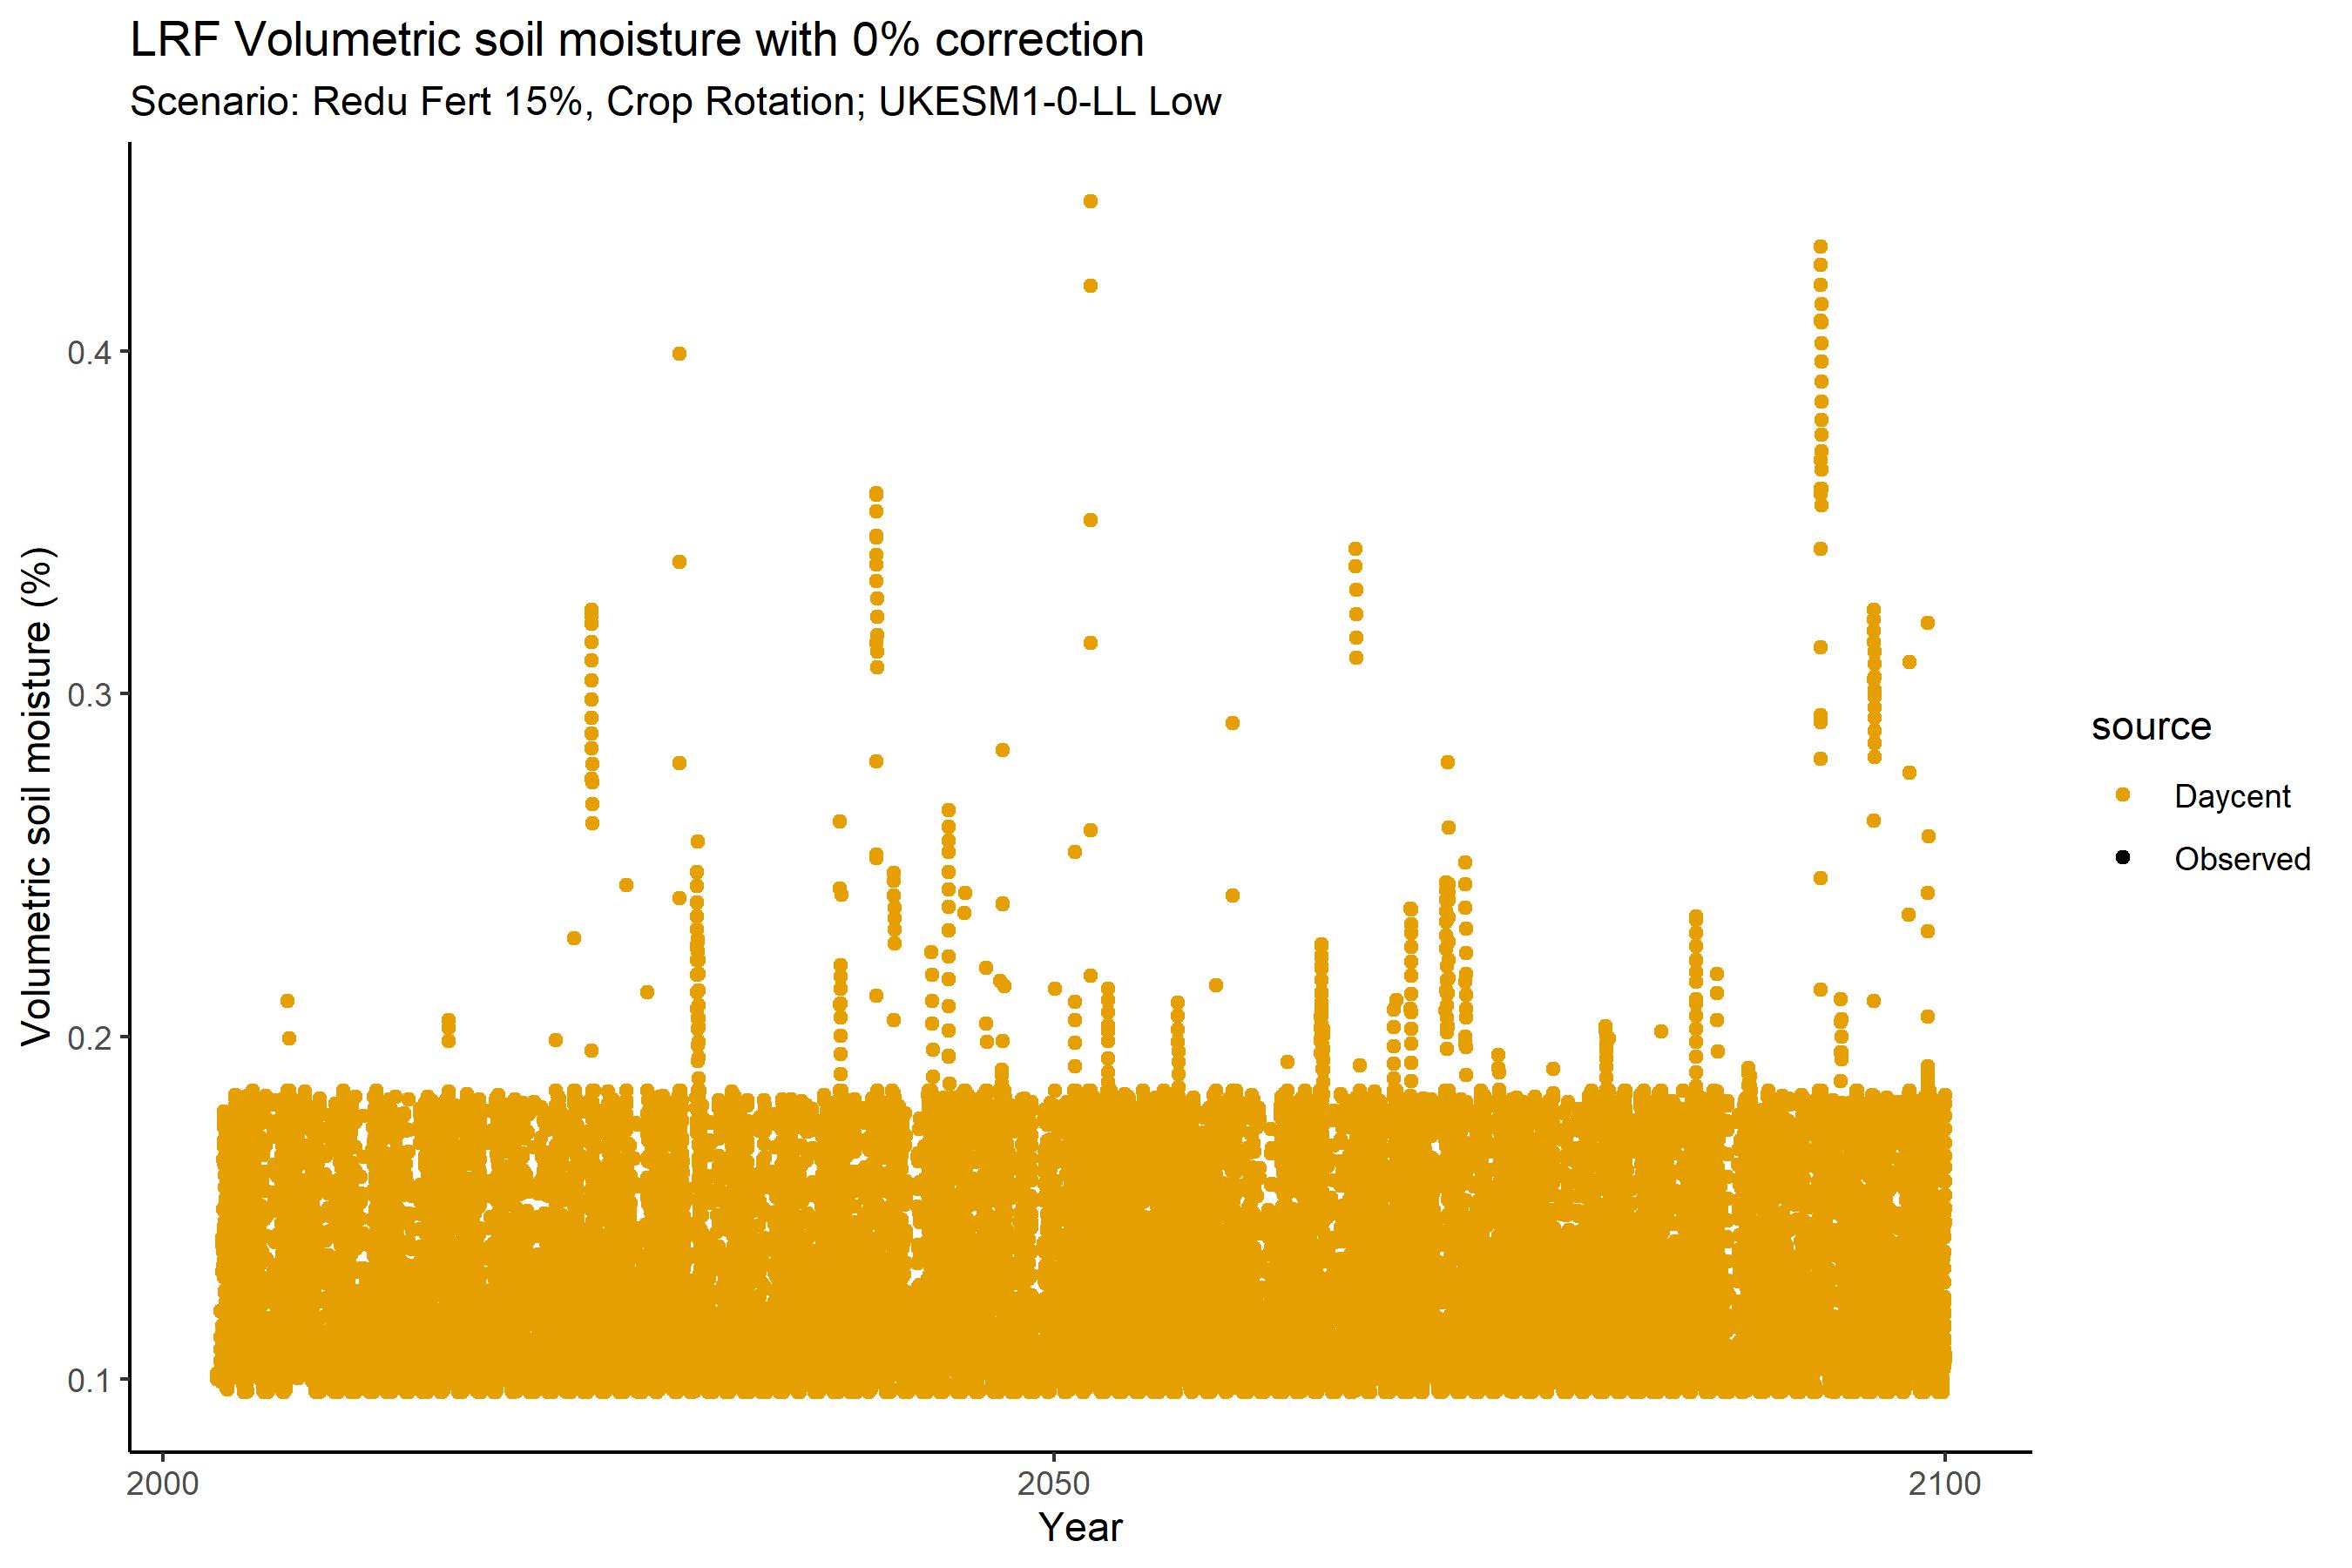 LRF Volumetric soil moisture with 0% correction
Scenario: Redu Fert 15%, Crop Rotation; UKESM1-0-LL Low
Volumetric soil moisture (%)
0.4
0.3
0.2
0.1
2000
2050
2100
Year
source
Daycent
Observed